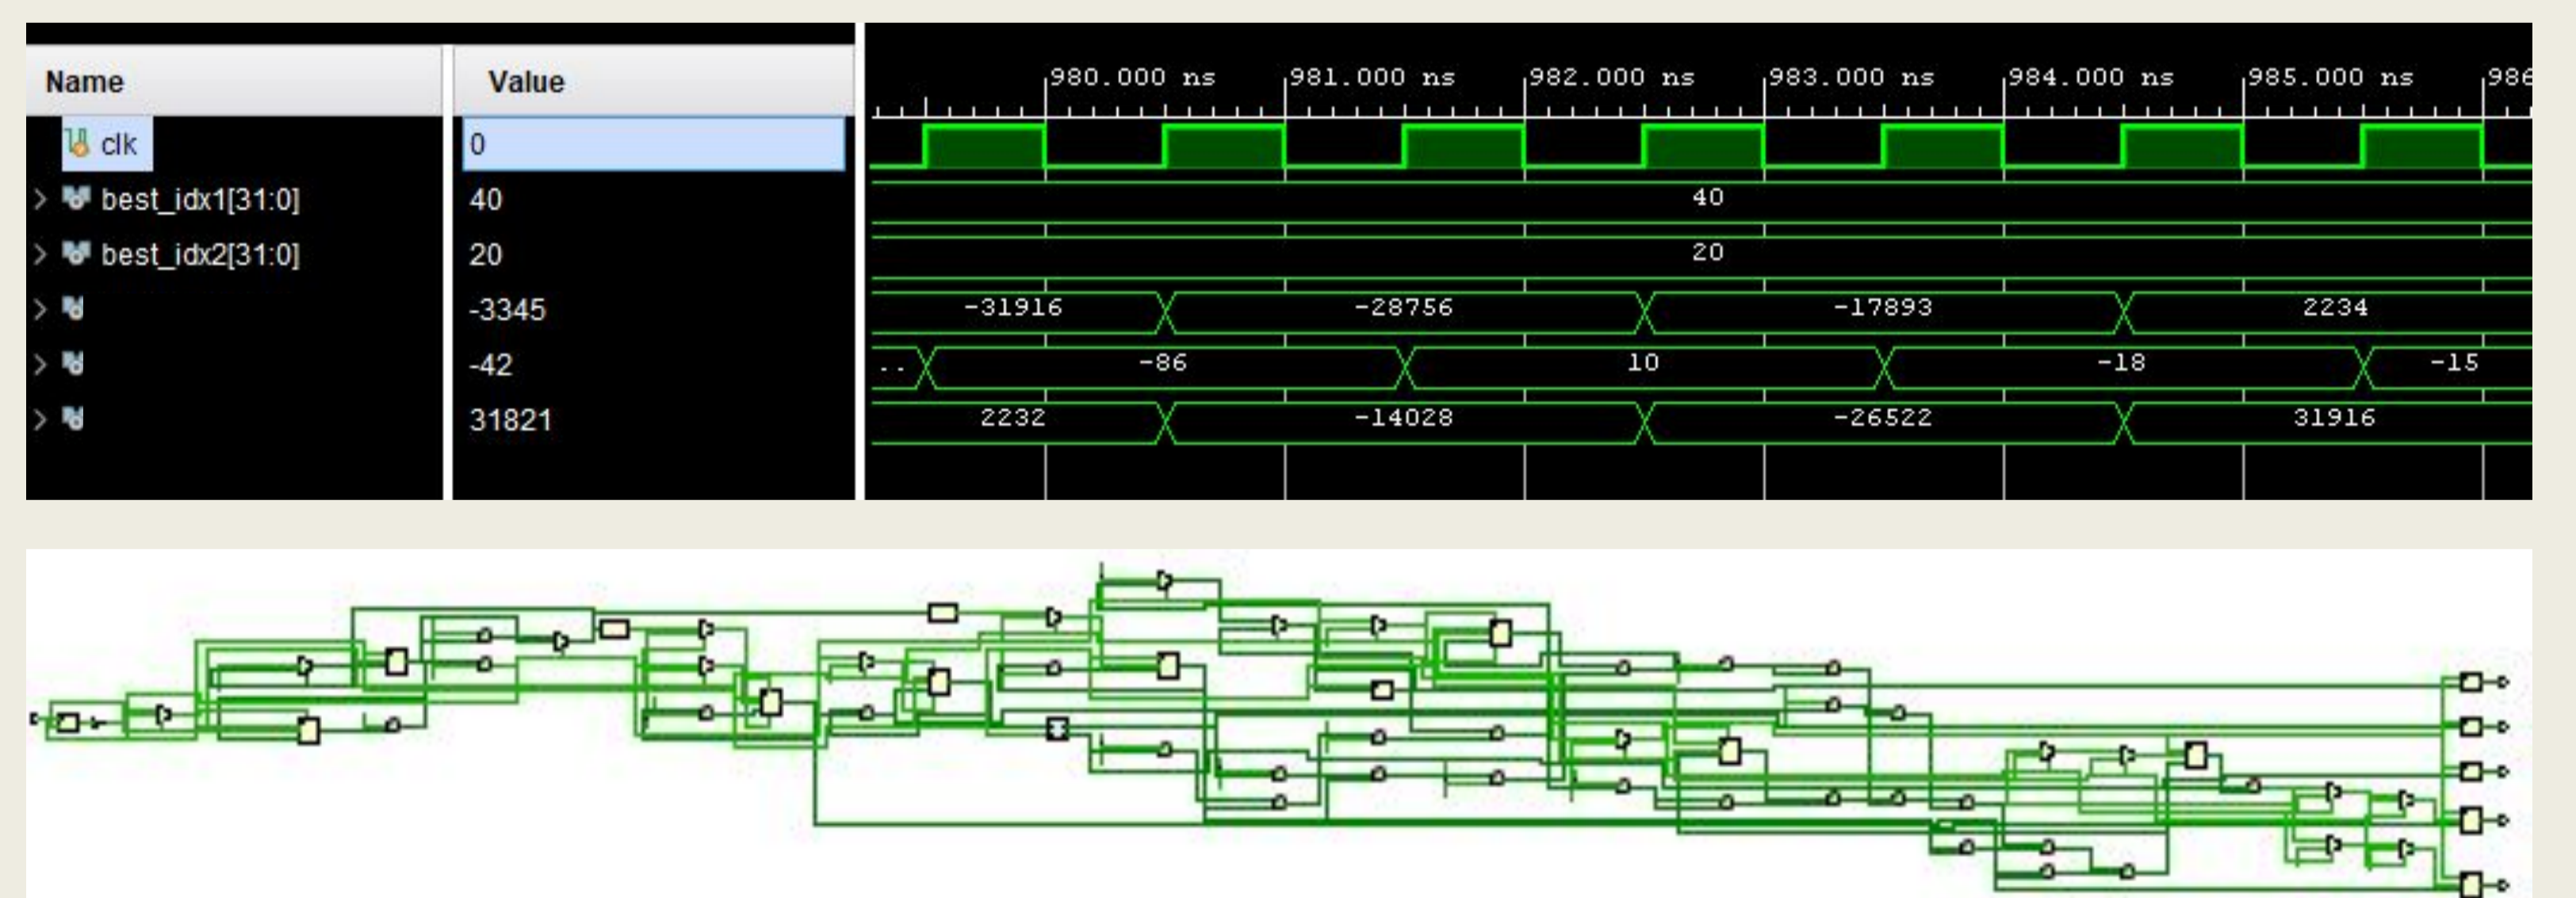 Name Value 980.000 ns 981.000 ns 982.000 ns 983.000 ns 984.000 ns 985.000 ns 986
clk 0
best_idx1[31:0] 40 40
best_idx2[31:0] 20 20
-3345 -31916 -28756 -17893 2234
-42 .. -86 10 -18 -15
31821 2232 -14028 -26522 31916